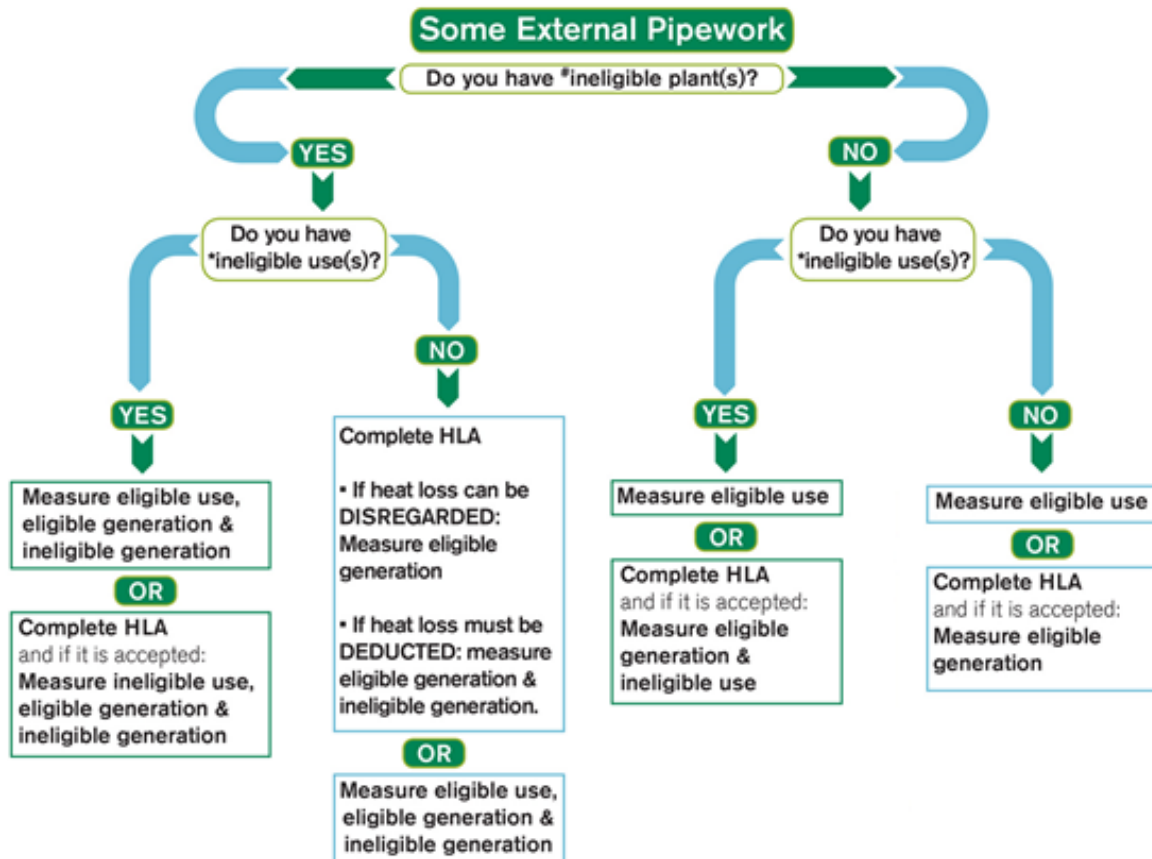 Some External Pipework
Do you have #ineligible plant(s)?
YES
Do you have
*ineligible use(s)?
YES
Measure eligible use,
eligible generation &
ineligible generation
OR
Complete HLA
and if it is accepted:
Measure ineligible use,
eligible generation &
ineligible generation
NO
Complete HLA
▪ If heat loss can be
DISREGARDED:
Measure eligible
generation
▪ If heat loss must be
DEDUCTED: measure
eligible generation &
ineligible generation.
OR
Measure eligible use,
eligible generation &
ineligible generation
NO
Do you have
*ineligible use(s)?
YES
Measure eligible use
OR
Complete HLA
and if it is accepted:
Measure eligible
generation &
ineligible use
NO
Measure eligible use
OR
Complete HLA
and if it is accepted:
Measure eligible
generation